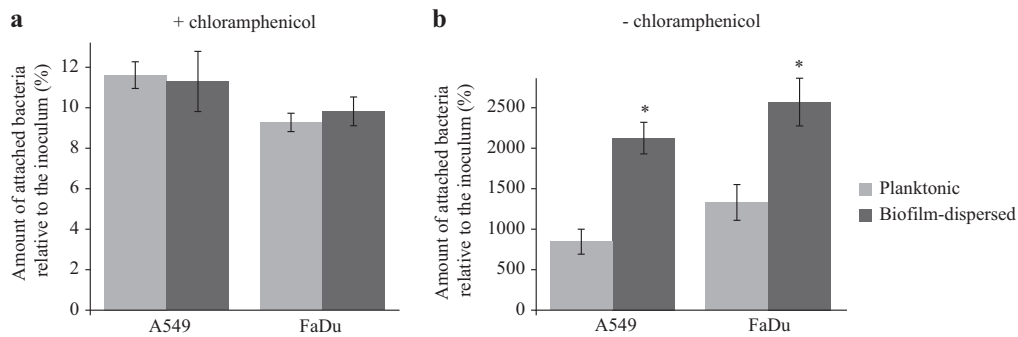 a
+ chloramphenicol
Amount of attached bacteria
relative to the inoculum (%)
12
10
8
6
4
2
0
A549
FaDu
b
- chloramphenicol
Amount of attached bacteria
relative to the inoculum (%)
2500
2000
1500
1000
500
0
*
*
A549
FaDu
Planktonic
Biofilm-dispersed